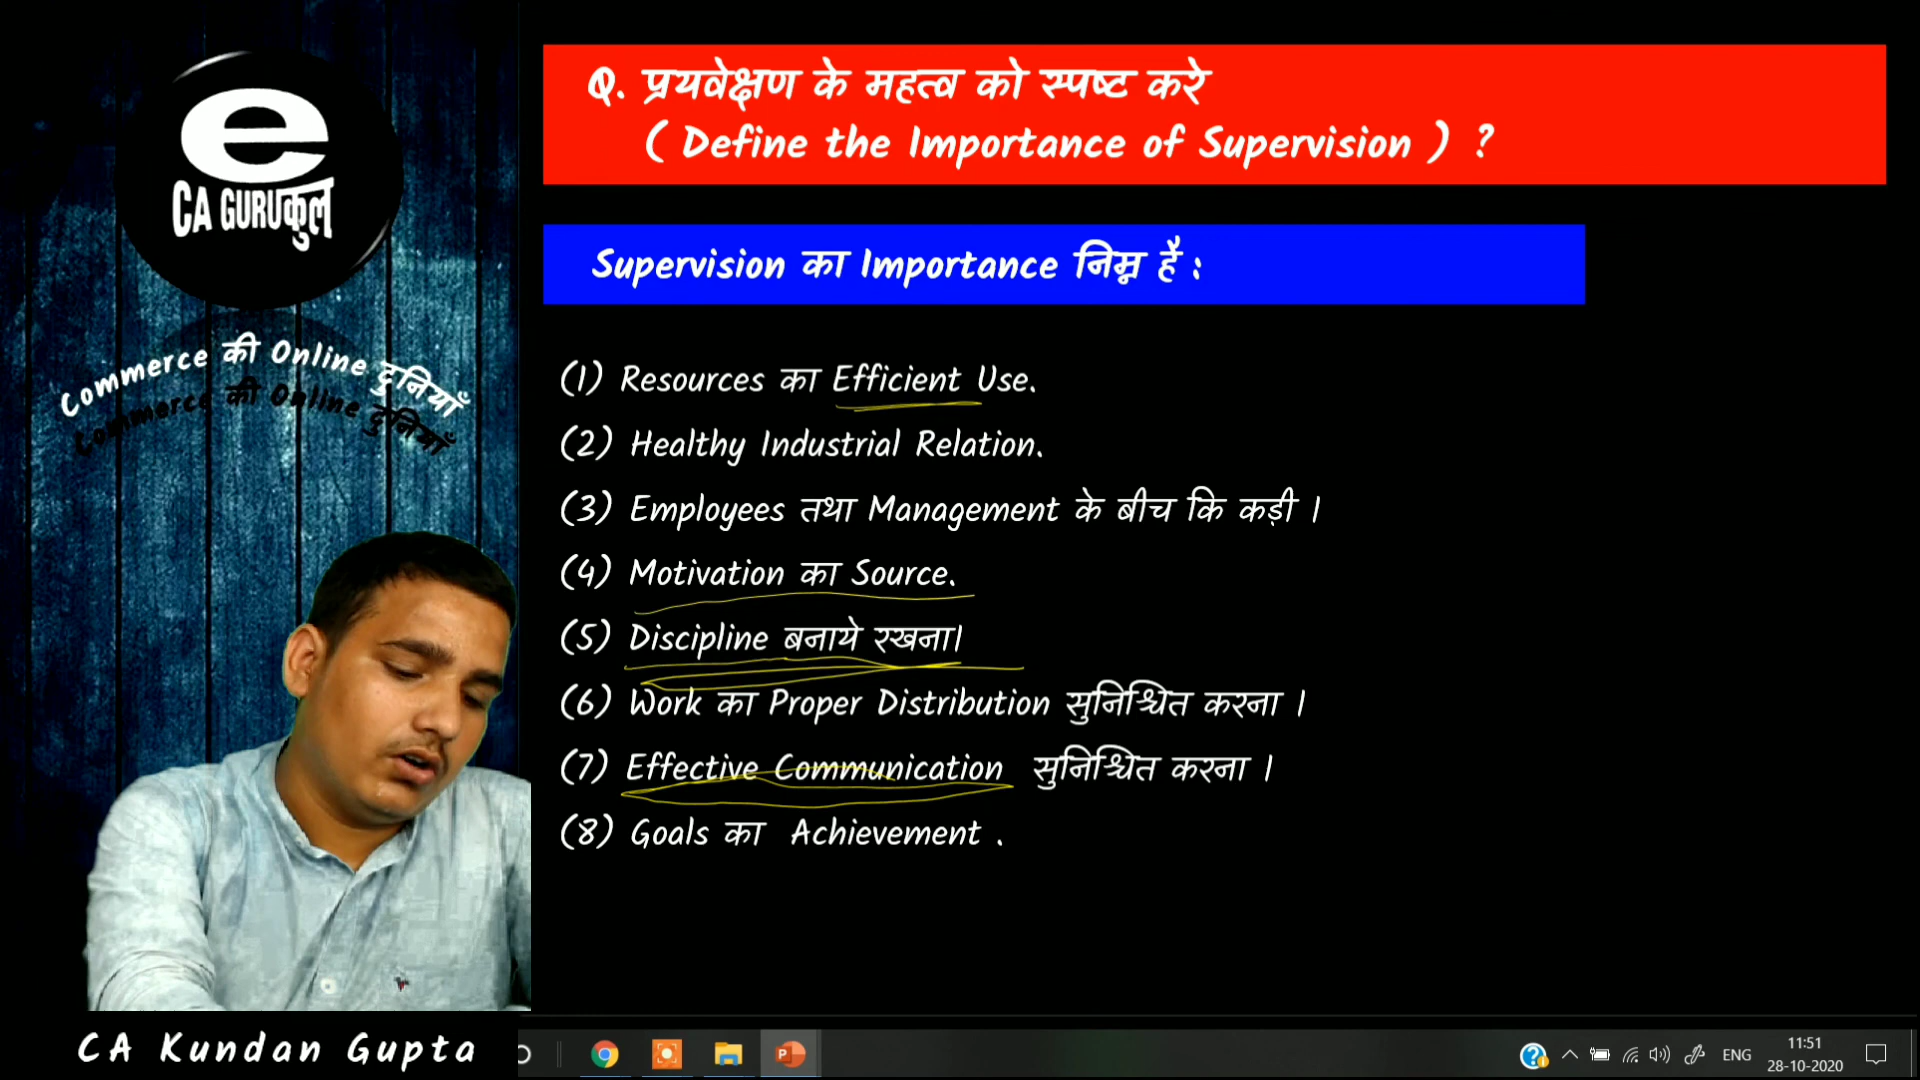 e
CA GURUकुल
Commerce की Online दुनियाँ
Q. प्रयवेक्षण के महत्व को स्पष्ट करे
( Define the Importance of Supervision ) ?
Supervision का Importance निम्न है :
(1) Resources का Efficient Use.
(2) Healthy Industrial Relation.
(3) Employees तथा Management के बीच कि कड़ी ।
(4) Motivation का Source.
(5) Discipline बनाये रखना।
(6) Work का Proper Distribution सुनिश्चित करना ।
(7) Effective Communication सुनिश्चित करना ।
(8) Goals का Achievement .
CA Kundan Gupta
ENG
11:51
28-10-2020